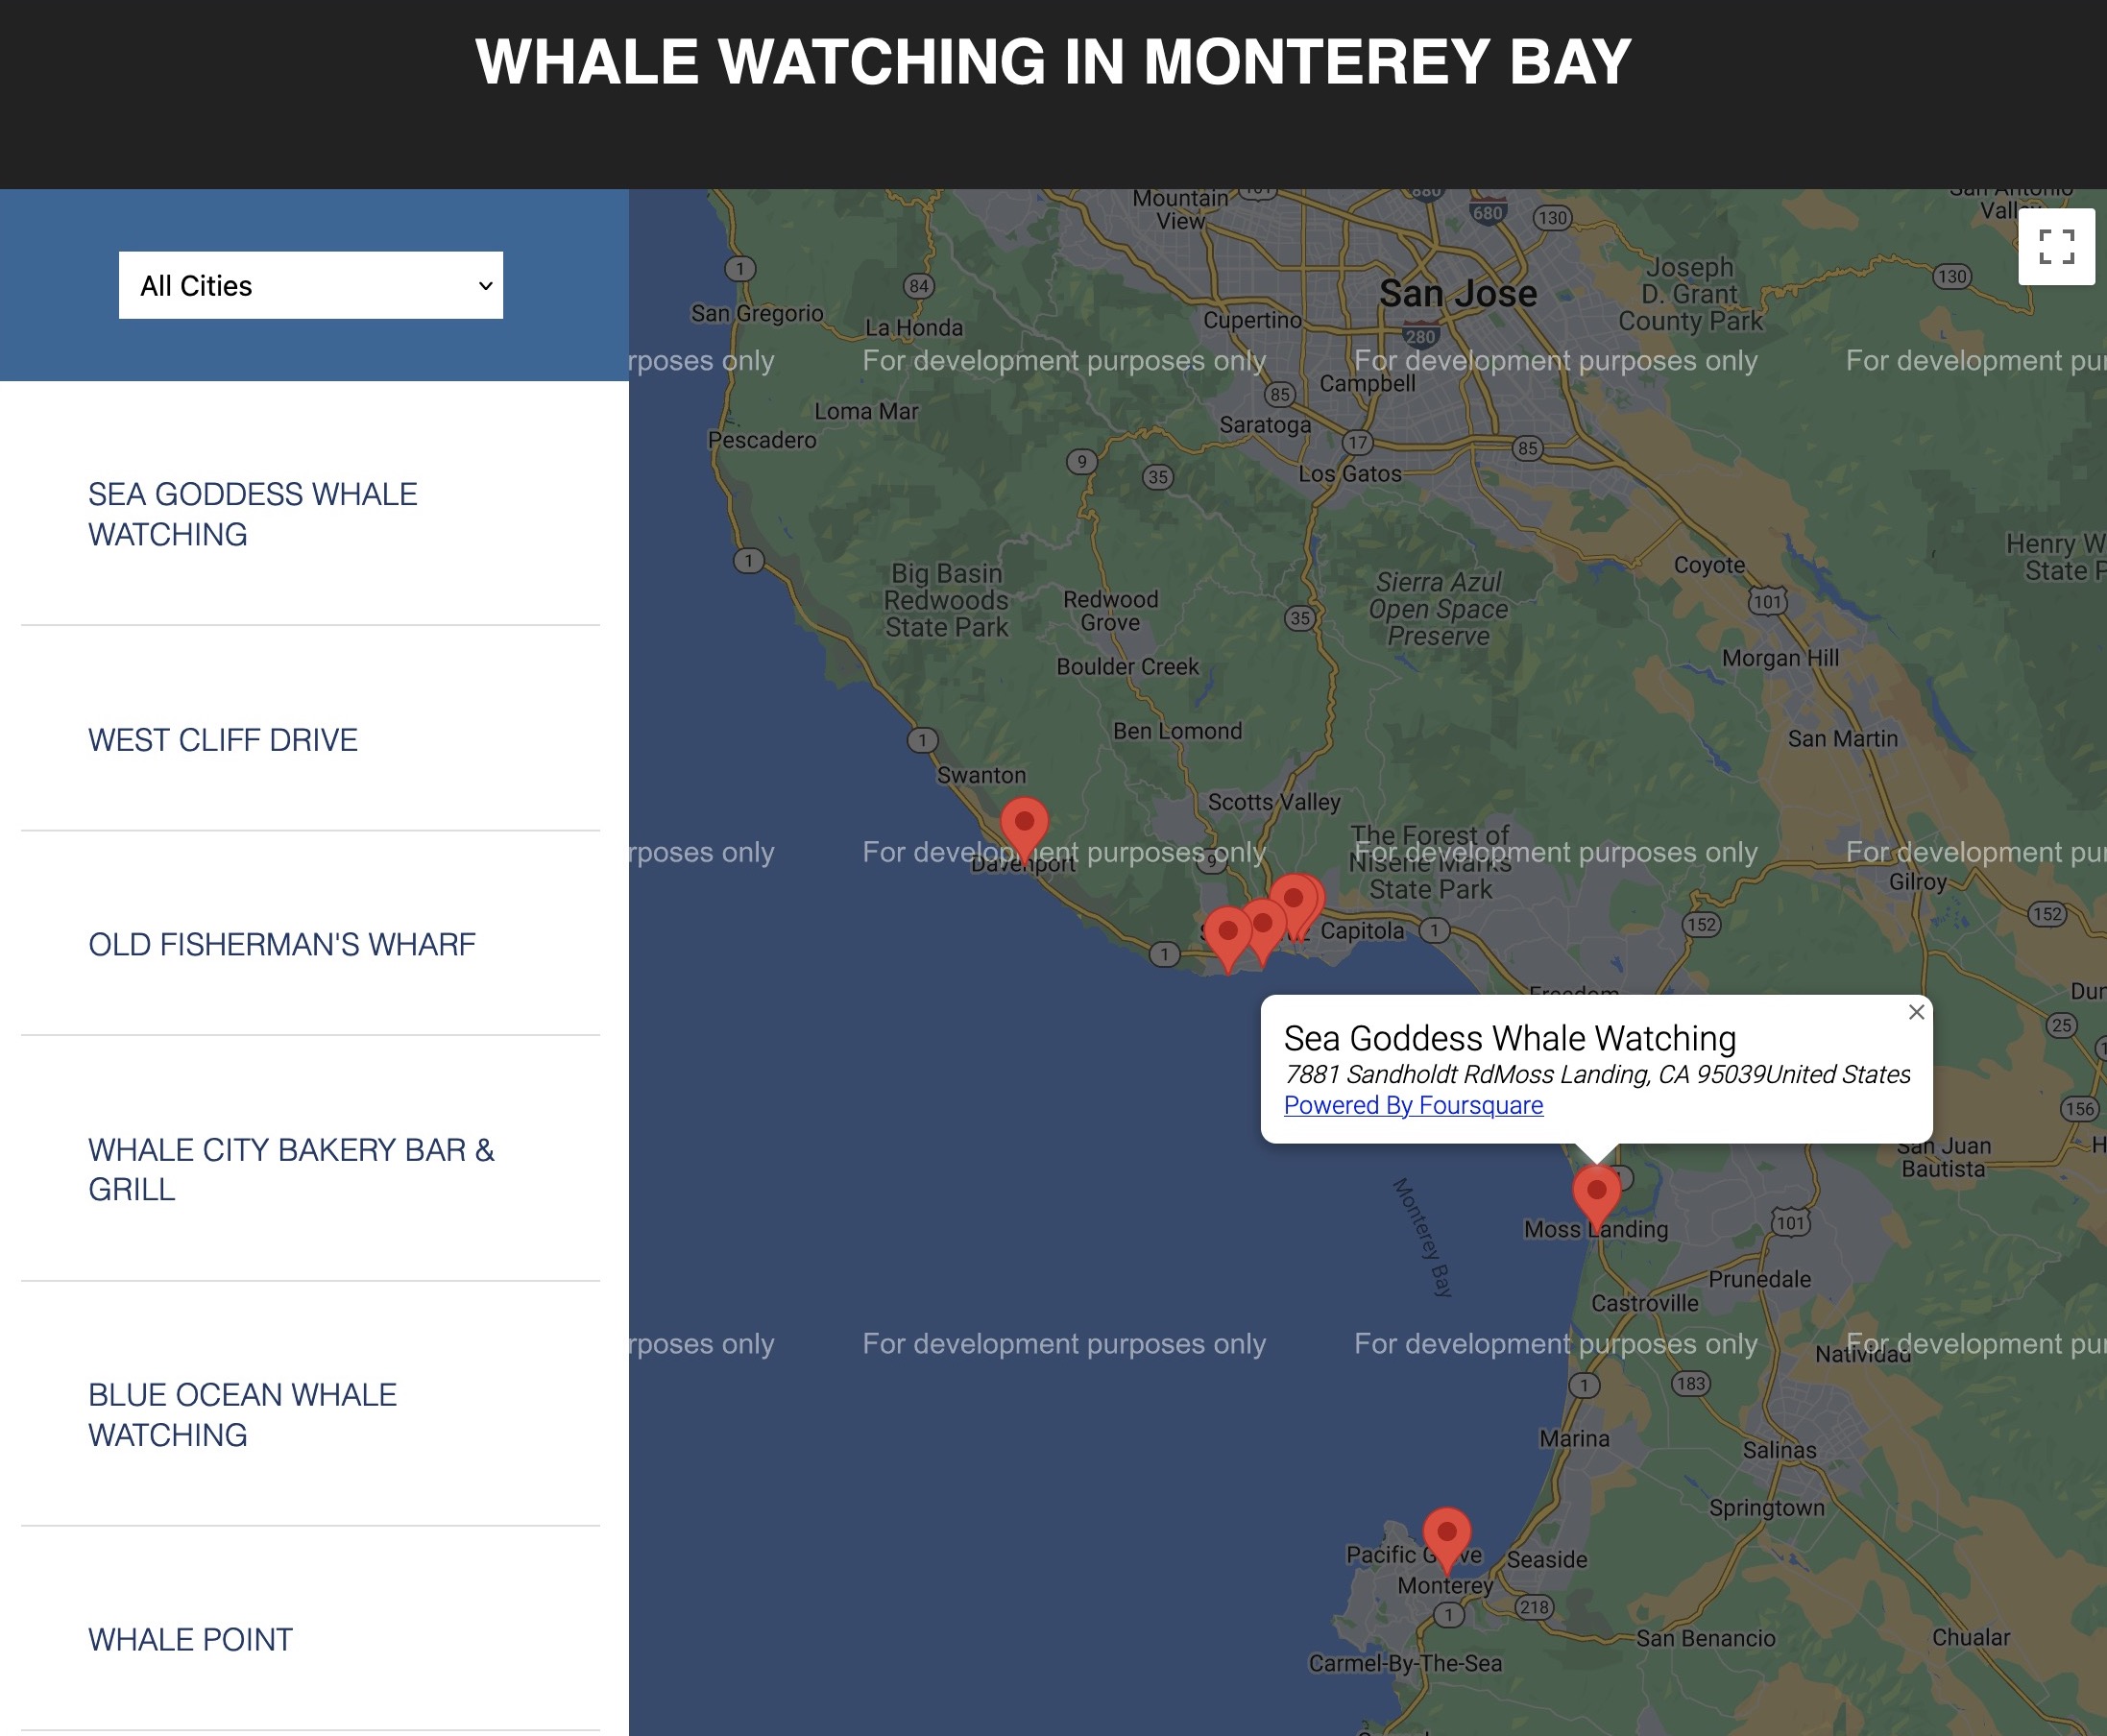 WHALE WATCHING IN MONTEREY BAY
All Cities
SEA GODDESS WHALE
WATCHING
WEST CLIFF DRIVE
OLD FISHERMAN'S WHARF
WHALE CITY BAKERY BAR &
GRILL
BLUE OCEAN WHALE
WATCHING
WHALE POINT
Mountain
View
680
680
130
San Antonio
Valley
1
84
San Gregorio
La Honda
Cupertino
San Jose
280
Joseph
D. Grant
County Park
130
rposes only
For development purposes only
For development purposes only
For development pur
Loma Mar
Pescadero
85
Campbell
Saratoga
17
85
Los Gatos
9
35
1
Big Basin
Redwoods
State Park
Redwood
Grove
35
Sierra Azul
Open Space
Preserve
Coyote
101
Henry W
State P
Boulder Creek
Morgan Hill
Ben Lomond
1
San Martin
Swanton
Scotts Valley
The Forest of
Nisene Marks
State Park
rposes only
For development purposes only
For development purposes only
For development pur
Davenport
9
Gilroy
152
152
1
Capitola
1
Freedom
Dun
25
Sea Goddess Whale Watching
7881 Sandholdt RdMoss Landing, CA 95039United States
Powered By Foursquare
156
San Juan
Bautista
H
Monterey Bay
Moss Landing
101
Prunedale
Castroville
rposes only
For development purposes only
For development purposes only
For development pur
Natividad
1
183
Marina
Salinas
Springtown
Pacific Grove
Seaside
Monterey
1
218
San Benancio
Chualar
Carmel-By-The-Sea